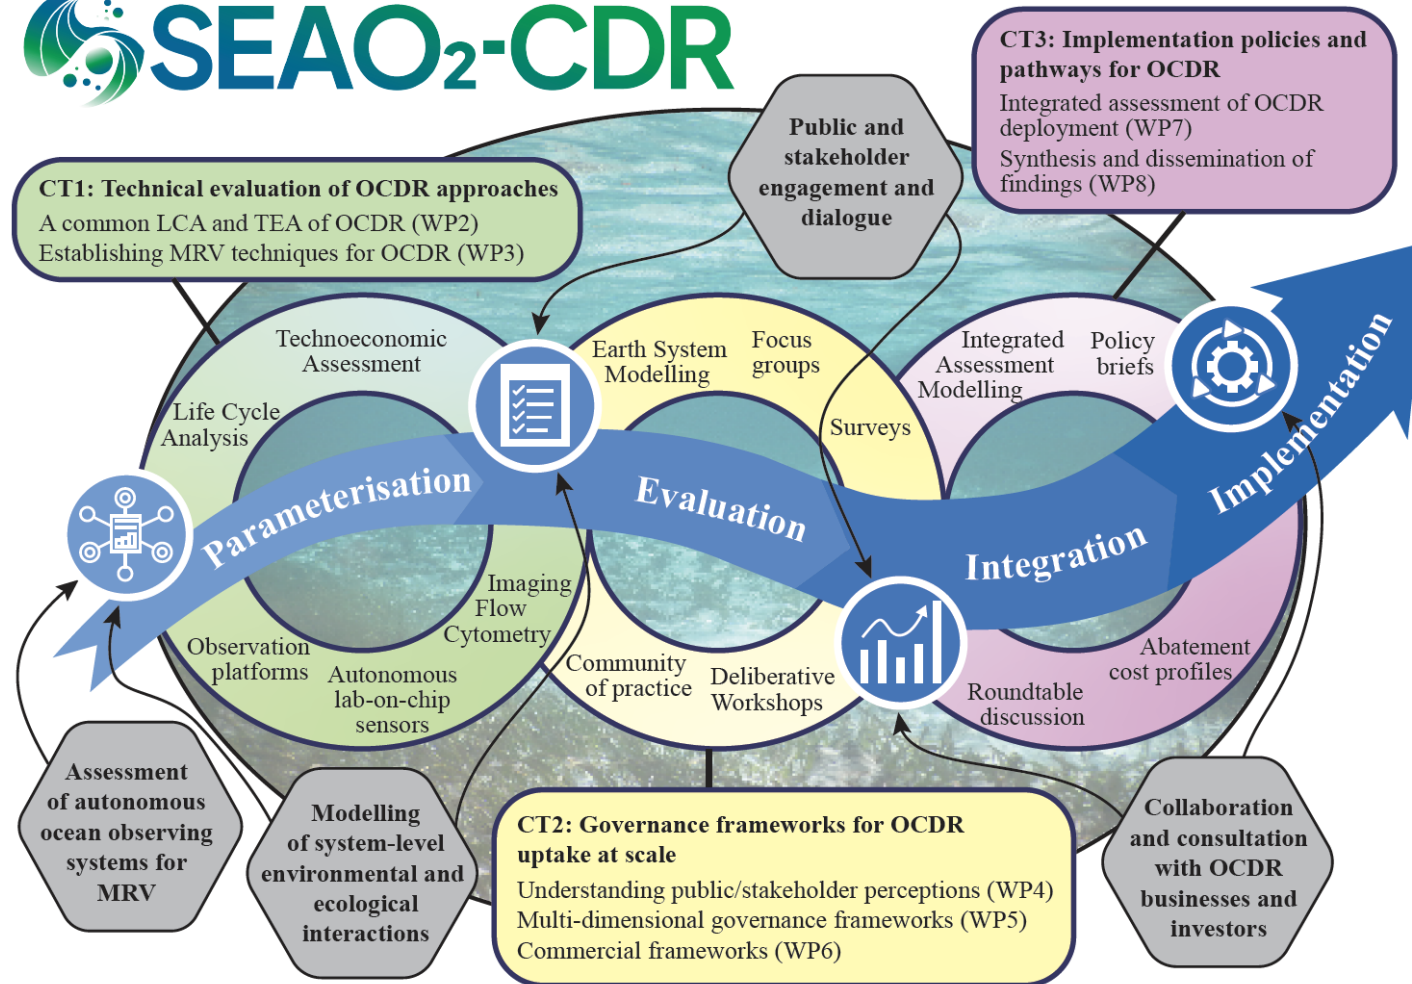 SEAO₂-CDR
CT3: Implementation policies and
pathways for OCDR
Integrated assessment of OCDR
deployment (WP7)
Synthesis and dissemination of
findings (WP8)
Public and
stakeholder
engagement and
dialogue
CT1: Technical evaluation of OCDR approaches
A common LCA and TEA of OCDR (WP2)
Establishing MRV techniques for OCDR (WP3)
Technoeconomic
Assessment
Life Cycle
Analysis
Earth System
Modelling
Focus
groups
Surveys
Integrated
Assessment
Modelling
Policy
briefs
Parameterisation
Evaluation
Integration
Implementation
Imaging
Flow
Cytometry
Observation
platforms
Autonomous
lab-on-chip
sensors
Community
of practice
Deliberative
Workshops
Roundtable
discussion
Abatement
cost profiles
Assessment
of autonomous
ocean observing
systems for
MRV
Modelling
of system-level
environmental and
ecological
interactions
CT2: Governance frameworks for OCDR
uptake at scale
Understanding public/stakeholder perceptions (WP4)
Multi-dimensional governance frameworks (WP5)
Commercial frameworks (WP6)
Collaboration
and consultation
with OCDR
businesses and
investors